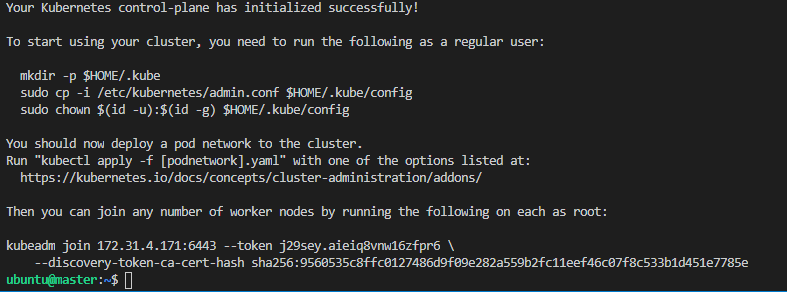 Your Kubernetes control-plane has initialized successfully!
To start using your cluster, you need to run the following as a regular user:
mkdir -p $HOME/.kube
sudo cp -i /etc/kubernetes/admin.conf $HOME/.kube/config
sudo chown $(id -u):$(id -g) $HOME/.kube/config
You should now deploy a pod network to the cluster.
Run "kubectl apply -f [podnetwork].yaml" with one of the options listed at:
https://kubernetes.io/docs/concepts/cluster-administration/addons/
Then you can join any number of worker nodes by running the following on each as root:
kubeadm join 172.31.4.171:6443 --token j29sey.aieiq8vnw16zfpr6 \
--discovery-token-ca-cert-hash sha256:9560535c8ffc0127486d9f09e282a559b2fc11eef46c07f8c533b1d451e7785e
ubuntu@master:~$